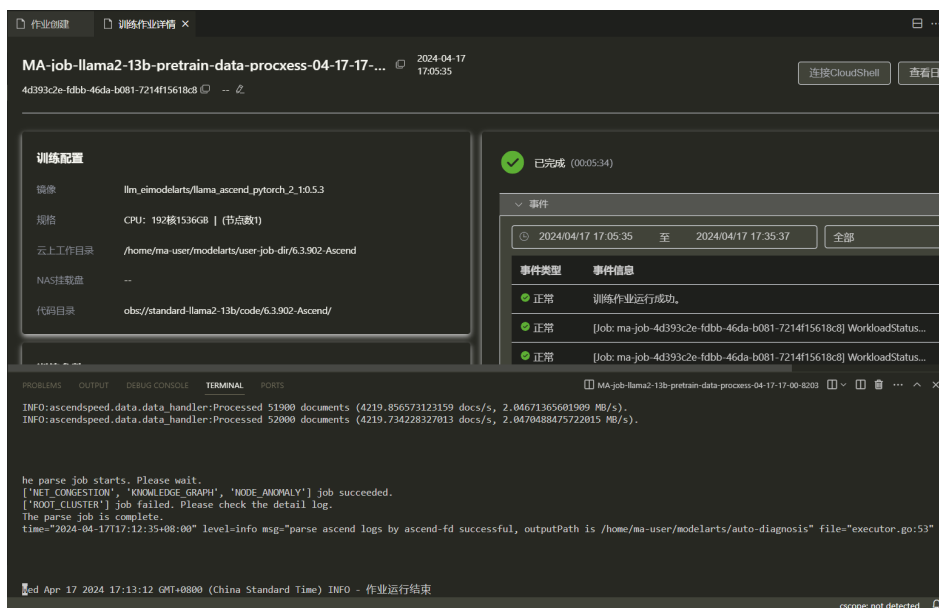 作业创建
训练作业详情
MA-job-llama2-13b-pretrain-data-procxess-04-17-17-...
2024-04-17
17:05:35
连接CloudShell
查看日
4d393c2e-fdbb-46da-b081-7214f15618c8
--
训练配置
镜像 llm_eimodelarts/llama_ascend_pytorch_2_1:0.5.3
规格 CPU: 192核1536GB | (节点数1)
云上工作目录 /home/ma-user/modelarts/user-job-dir/6.3.902-Ascend
NAS挂载盘 --
代码目录 obs://standard-llama2-13b/code/6.3.902-Ascend/
已完成 (00:05:34)
事件
2024/04/17 17:05:35 至 2024/04/17 17:35:37 全部
事件类型 事件信息
正常 训练作业运行成功。
正常 [Job: ma-job-4d393c2e-fdbb-46da-b081-7214f15618c8] WorkloadStatus...
正常 [Job: ma-job-4d393c2e-fdbb-46da-b081-7214f15618c8] WorkloadStatus...
PROBLEMS OUTPUT DEBUG CONSOLE TERMINAL PORTS
MA-job-llama2-13b-pretrain-data-procxess-04-17-17-00-8203
INFO:ascendspeed.data.data_handler:Processed 51900 documents (4219.856573123159 docs/s, 2.04671365601909 MB/s).
INFO:ascendspeed.data.data_handler:Processed 52000 documents (4219.734228327013 docs/s, 2.0470488475722015 MB/s).
he parse job starts. Please wait.
['NET_CONGESTION', 'KNOWLEDGE_GRAPH', 'NODE_ANOMALY'] job succeeded.
['ROOT_CLUSTER'] job failed. Please check the detail log.
The parse job is complete.
time="2024-04-17T17:12:35+08:00" level=info msg="parse ascend logs by ascend-fd successful, outputPath is /home/ma-user/modelarts/auto-diagnosis" file="executor.go:53"
Wed Apr 17 2024 17:13:12 GMT+0800 (China Standard Time) INFO - 作业运行结束
cscope: not detected